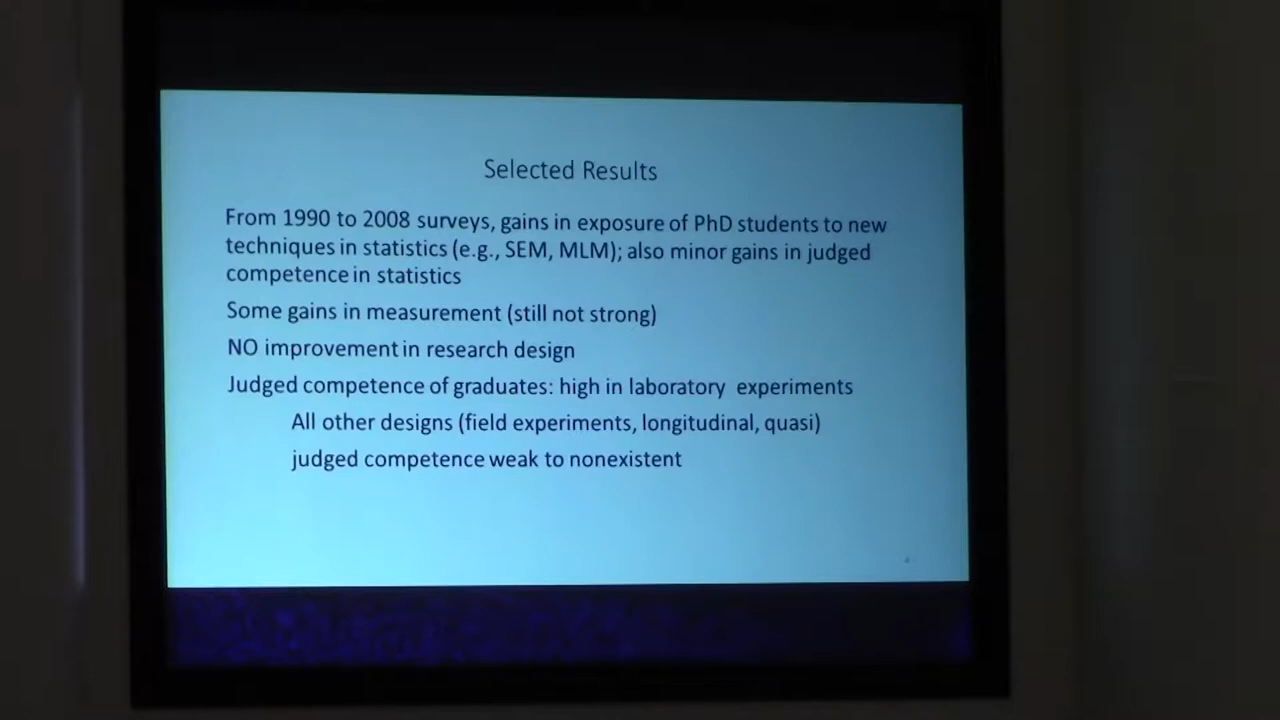 Selected Results
From 1990 to 2008 surveys, gains in exposure of PhD students to new
techniques in statistics (e.g., SEM, MLM); also minor gains in judged
competence in statistics
Some gains in measurement (still not strong)
NO improvement in research design
Judged competence of graduates: high in laboratory experiments
All other designs (field experiments, longitudinal, quasi)
judged competence weak to nonexistent